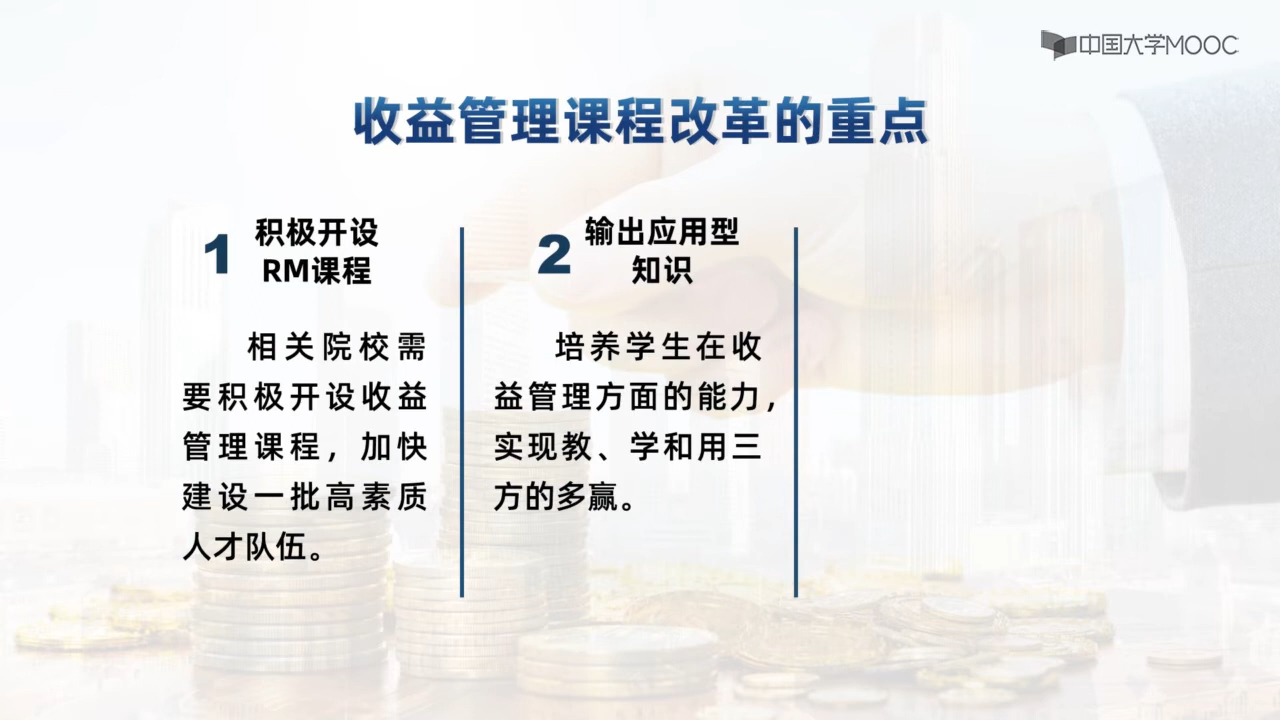 中国大学MOOC
收益管理课程改革的重点
1
积极开设
RM课程
相关院校需
要积极开设收益
管理课程，加快
建设一批高素质
人才队伍。
2
输出应用型
知识
培养学生在收
益管理方面的能力，
实现教、学和用三
方的多赢。